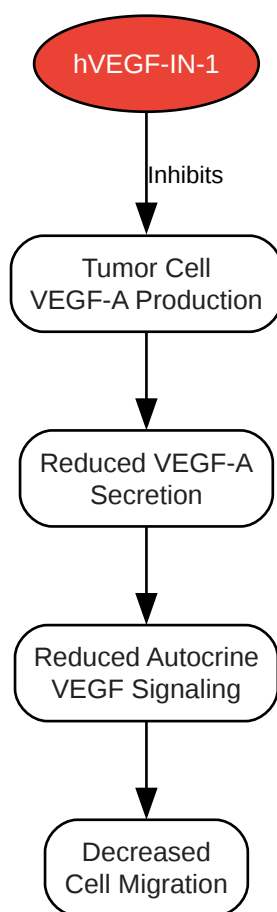 hVEGF-IN-1
Inhibits
Tumor Cell
VEGF-A Production
Reduced VEGF-A
Secretion
Reduced Autocrine
VEGF Signaling
Decreased
Cell Migration